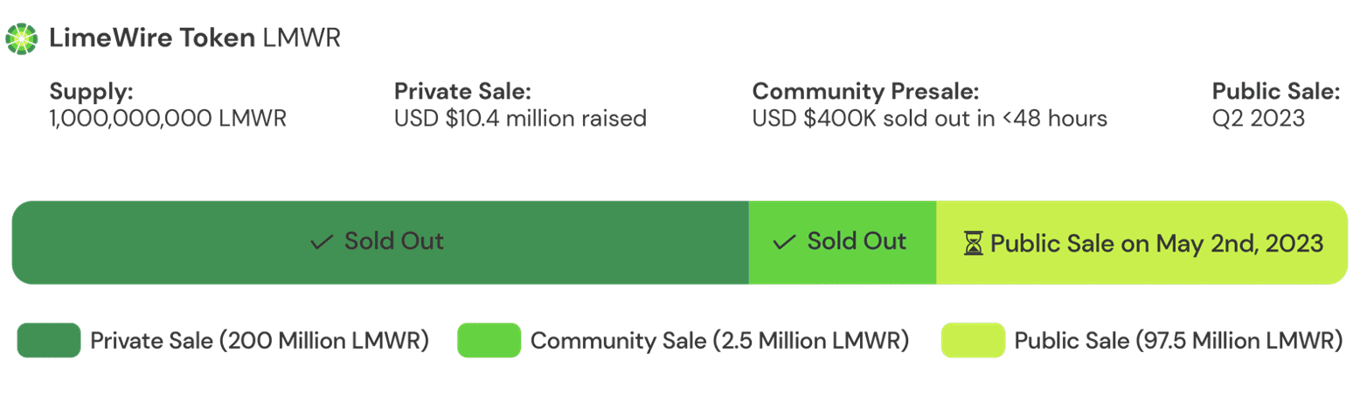 LimeWire Token LMWR
Supply:
1,000,000,000 LMWR
Private Sale:
USD $10.4 million raised
Community Presale:
USD $400K sold out in <48 hours
Public Sale:
Q2 2023
Sold Out
Sold Out
Public Sale on May 2nd, 2023
Private Sale (200 Million LMWR)
Community Sale (2.5 Million LMWR)
Public Sale (97.5 Million LMWR)